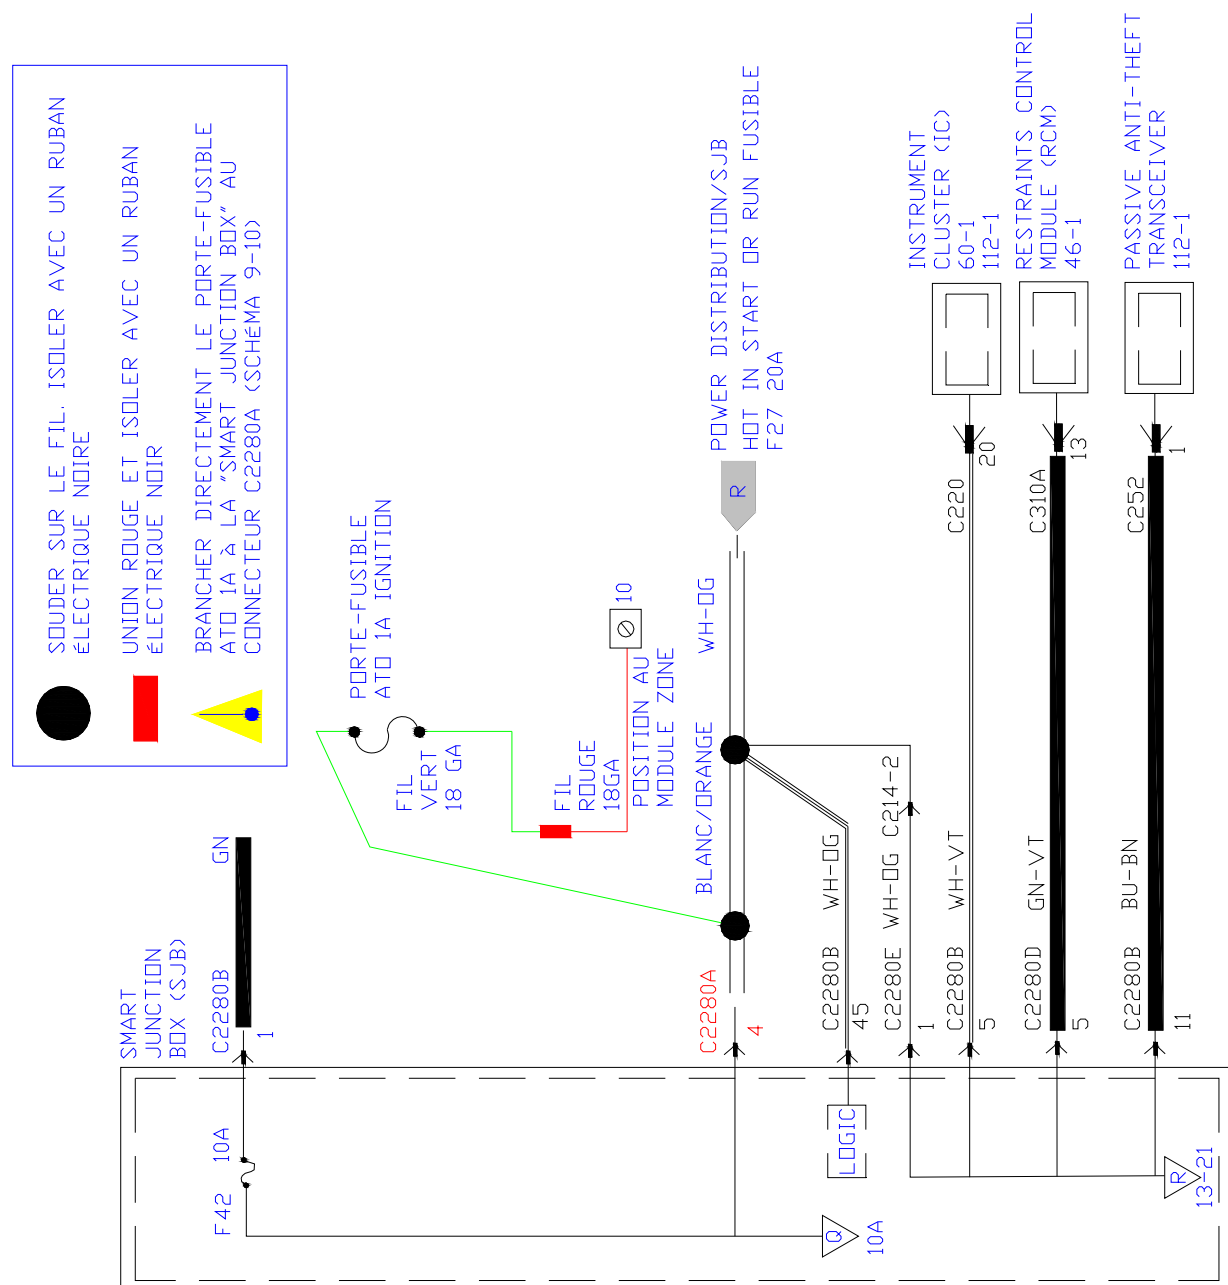 SOUDER SUR LE FIL, ISOLER AVEC UN RUBAN
ÉLECTRIQUE NOIRE
UNION ROUGE ET ISOLER AVEC UN RUBAN
ÉLECTRIQUE NOIR
BRANCHER DIRECTEMENT LE PORTE-FUSIBLE
ATO 1A À LA "SMART JUNCTION BOX" AU
CONNECTEUR C2280A (SCHÉMA 9-10)
SMART
JUNCTION
BOX (SJB)
C2280B
GN
1
F42
10A
PORTE-FUSIBLE
ATO 1A IGNITION
FIL
VERT
18 GA
FIL
ROUGE
18GA
10
POSITION AU
MODULE ZONE
C2280A
4
BLANC/ORANGE
WH-OG
R
POWER DISTRIBUTION/SJB
HOT IN START OR RUN FUSIBLE
F27 20A
C2280B
WH-OG
45
LOGIC
Q
10A
C2280E
WH-OG
C214-2
1
C2280B
WH-VT
C220
5
20
INSTRUMENT
CLUSTER (IC)
60-1
112-1
C2280D
GN-VT
C310A
5
13
RESTRAINTS CONTROL
MODULE (RCM)
46-1
C2280B
BU-BN
C252
11
1
PASSIVE ANTI-THEFT
TRANSCEIVER
112-1
R
13-21